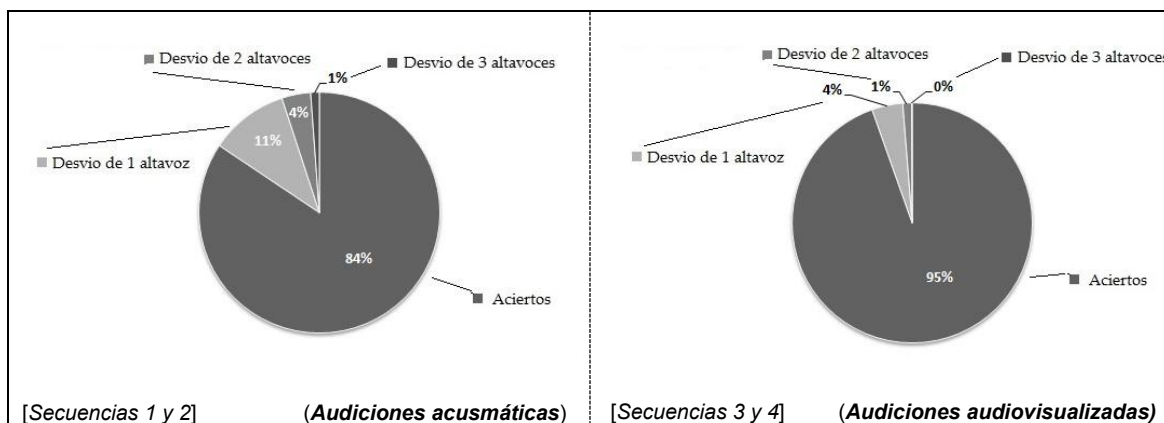 Desvio de 2 altavoces
Desvio de 3 altavoces
1%
4%
11%
Desvio de 1 altavoz
84%
Aciertos
[Secuencias 1 y 2] (Audiciones acusmáticas)
Desvio de 2 altavoces
Desvio de 3 altavoces
4%
1%
0%
Desvio de 1 altavoz
95%
Aciertos
[Secuencias 3 y 4] (Audiciones audiovisualizadas)